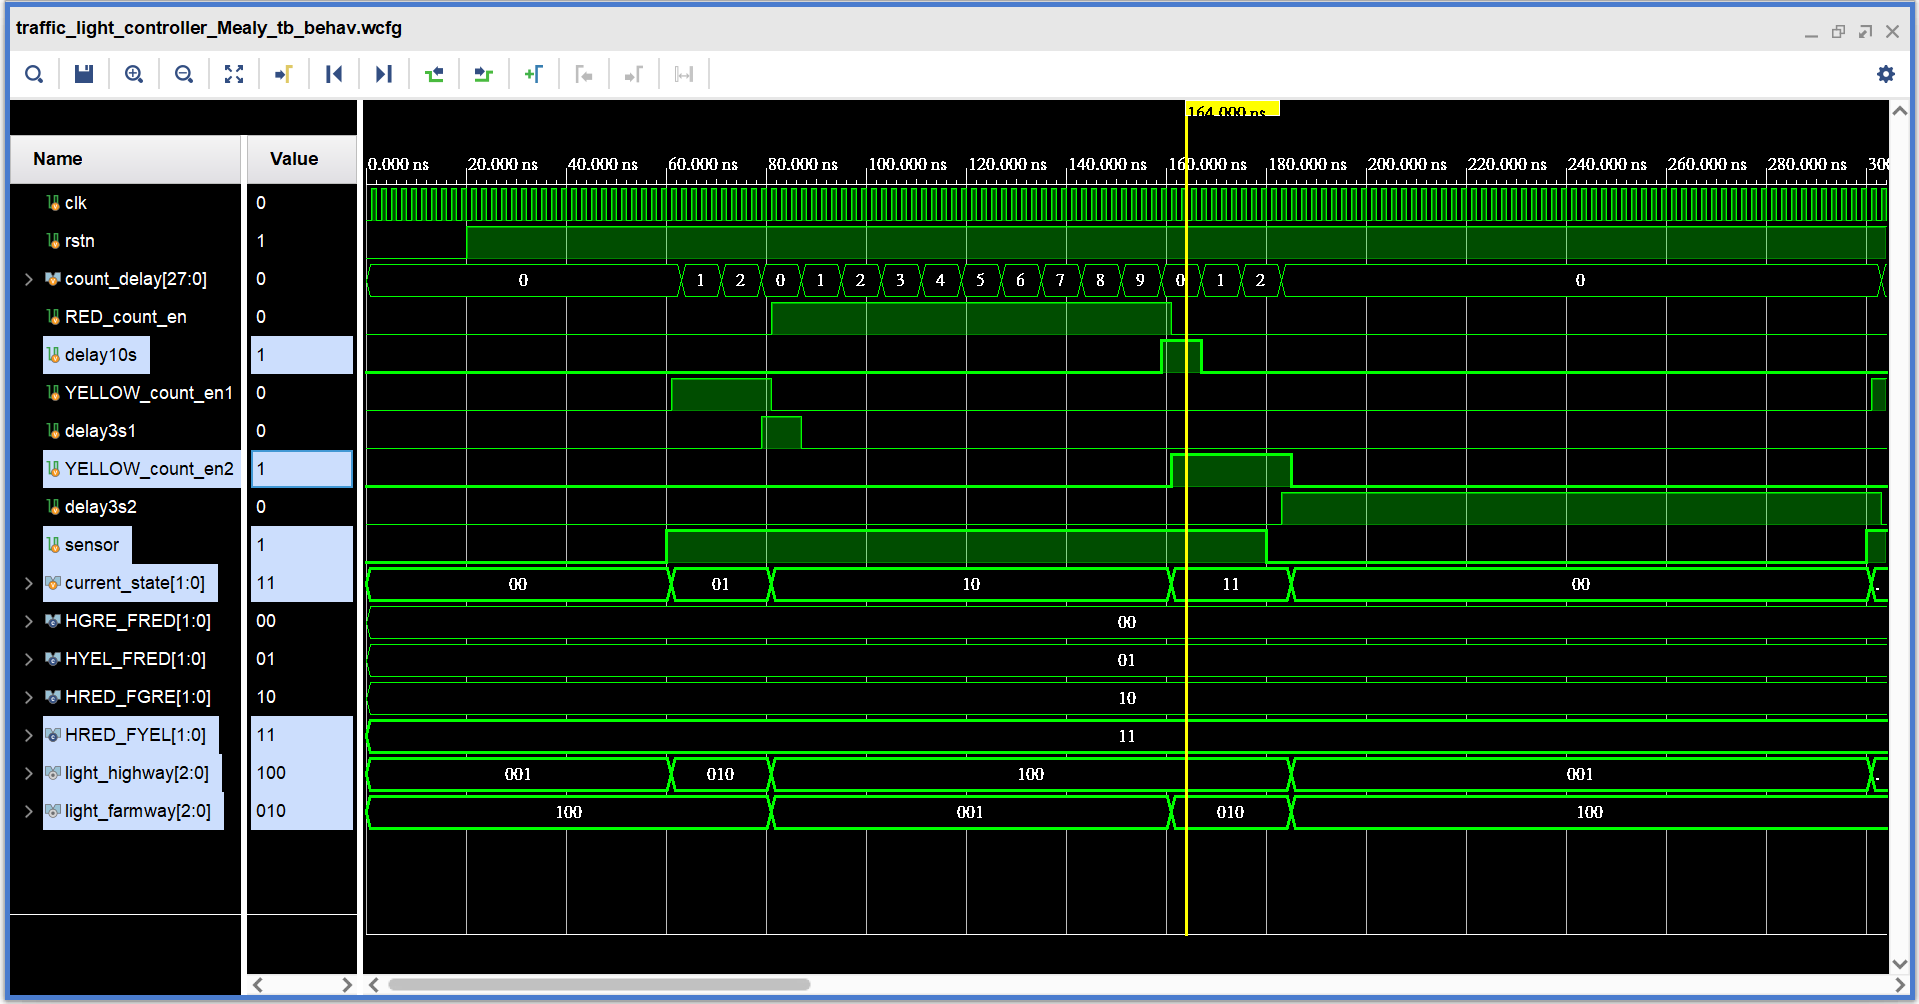 traffic_light_controller_Mealy_tb_behav.wcfg
164.000 ns
Name Value 0.000 ns 20.000 ns 40.000 ns 60.000 ns 80.000 ns 100.000 ns 120.000 ns 140.000 ns 160.000 ns 180.000 ns 200.000 ns 220.000 ns 240.000 ns 260.000 ns 280.000 ns 300
clk 0
rstn 1
count_delay[27:0] 0 0 1 2 0 1 2 3 4 5 6 7 8 9 0 1 2 0
RED_count_en 0
delay10s 1
YELLOW_count_en1 0
delay3s1 0
YELLOW_count_en2 1
delay3s2 0
sensor 1
current_state[1:0] 11 00 01 10 11 00 .
HGRE_FRED[1:0] 00 00
HYEL_FRED[1:0] 01 01
HRED_FGRE[1:0] 10 10
HRED_FYEL[1:0] 11 11
light_highway[2:0] 100 001 010 100 001 .
light_farmway[2:0] 010 100 001 010 100